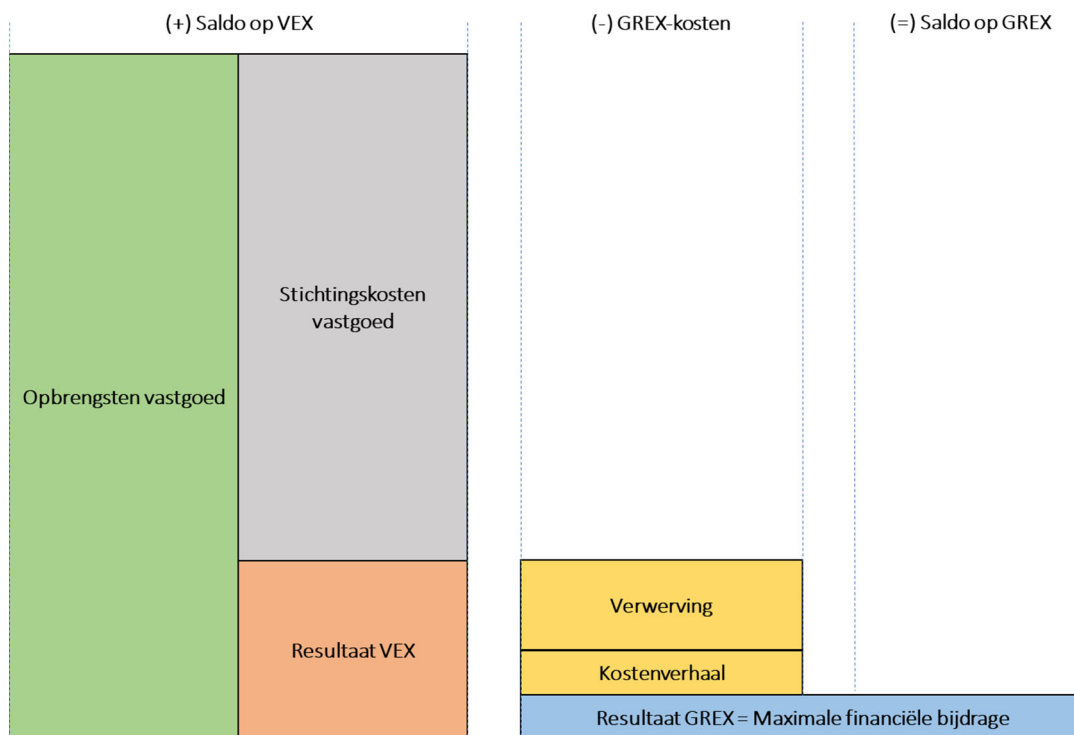 (+) Saldo op VEX
(-) GREX-kosten
(=) Saldo op GREX
Opbrengsten vastgoed
Stichtingskosten
vastgoed
Resultaat VEX
Verwerving
Kostenverhaal
Resultaat GREX = Maximale financiële bijdrage